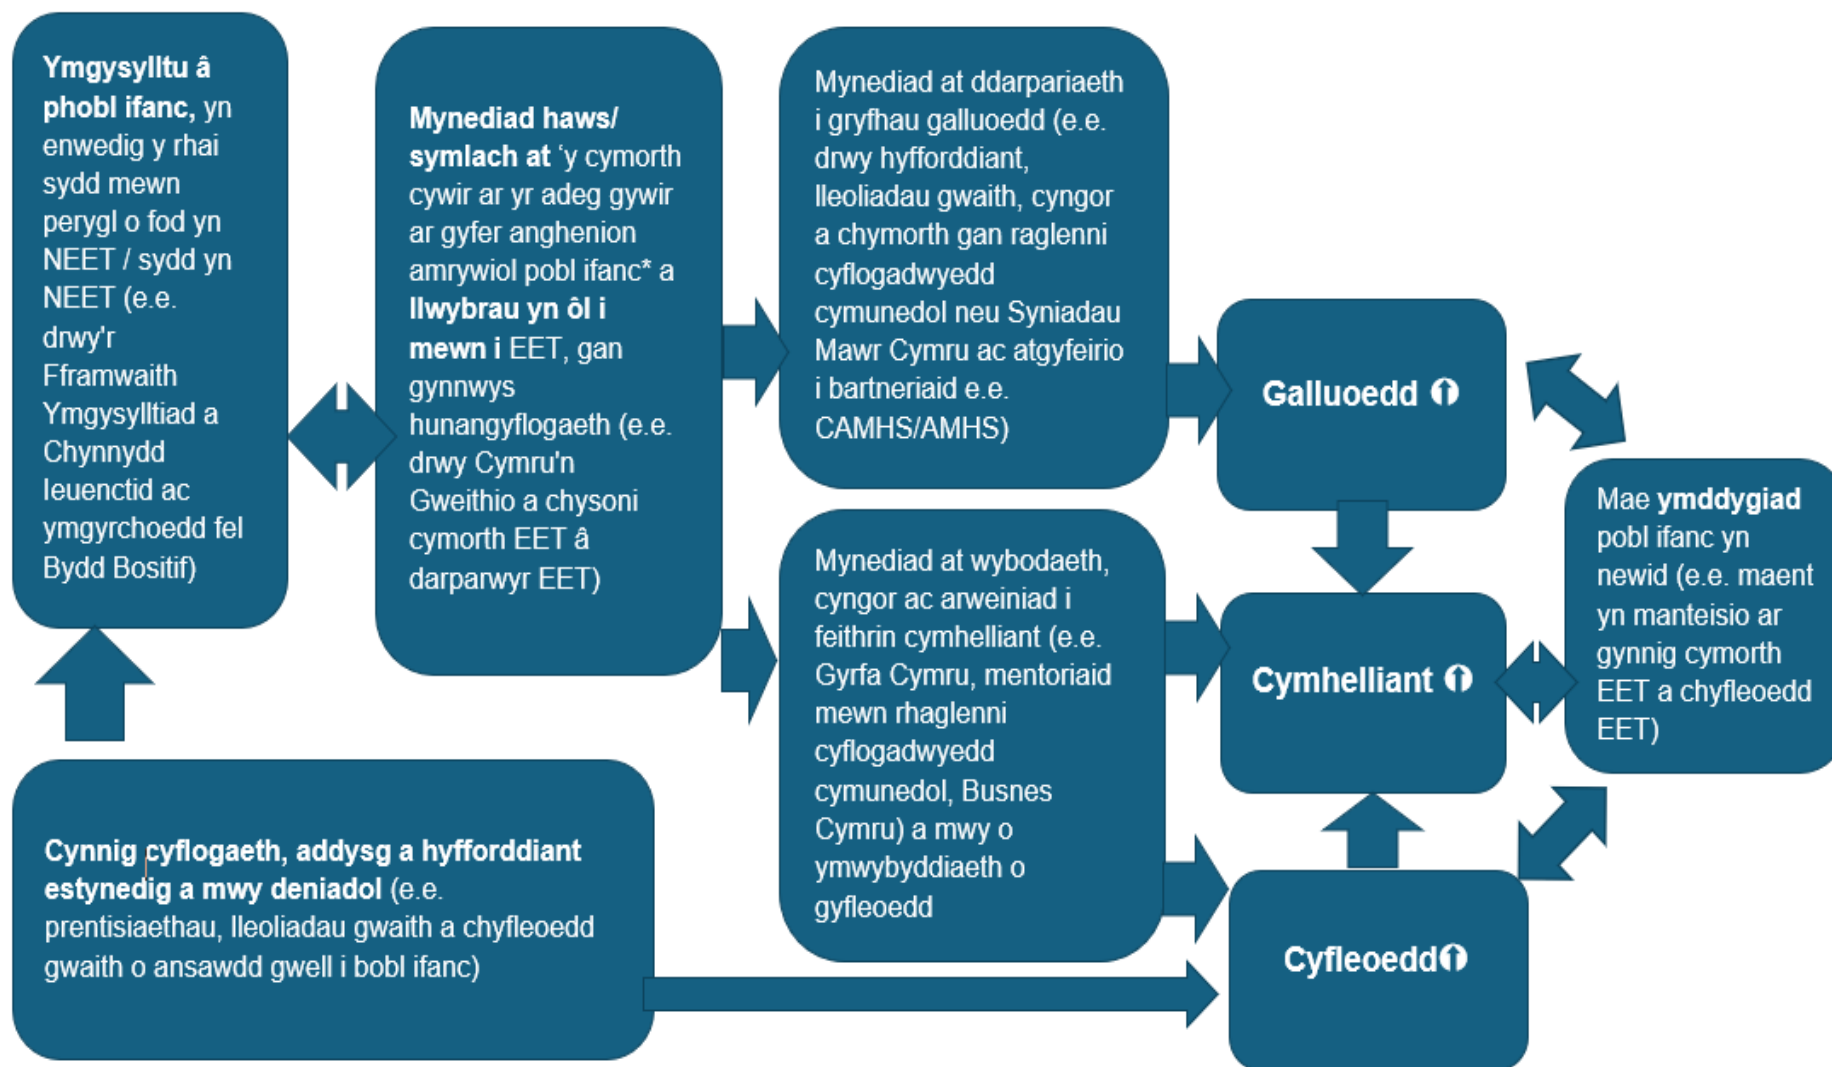 Ymgysylltu â
phobl ifanc, yn
enwedig y rhai
sydd mewn
perygl o fod yn
NEET / sydd yn
NEET (e.e.
drwy'r
Fframwaith
Ymgysylltiad a
Chynnydd
Ieuenctid ac
ymgyrchoedd fel
Bydd Bositif)
Mynediad haws/
symlach at ‘y cymorth
cywir ar yr adeg gywir
ar gyfer anghenion
amrywiol pobl ifanc* a
llwybrau yn ôl i
mewn i EET, gan
gynnwys
hunangyflogaeth (e.e.
drwy Cymru'n
Gweithio a chysoni
cymorth EET â
darparwyr EET)
Mynediad at ddarpariaeth
i gryfhau galluoedd (e.e.
drwy hyfforddiant,
lleoliadau gwaith, cyngor
a chymorth gan raglenni
cyflogadwyedd
cymunedol neu Syniadau
Mawr Cymru ac atgyfeirio
i bartneriaid e.e.
CAMHS/AMHS)
Mynediad at wybodaeth,
cyngor ac arweiniad i
feithrin cymhelliant (e.e.
Gyrfa Cymru, mentoriaid
mewn rhaglenni
cyflogadwyedd
cymunedol, Busnes
Cymru) a mwy o
ymwybyddiaeth o
gyfleoedd
Galluoedd
Cymhelliant
Cyfleoedd
Mae ymddygiad
pobl ifanc yn
newid (e.e. maent
yn manteisio ar
gynnig cymorth
EET a chyfleoedd
EET)
Cynnig cyflogaeth, addysg a hyfforddiant
estynedig a mwy deniadol (e.e.
prentisiaethau, lleoliadau gwaith a chyfleoedd
gwaith o ansawdd gwell i bobl ifanc)